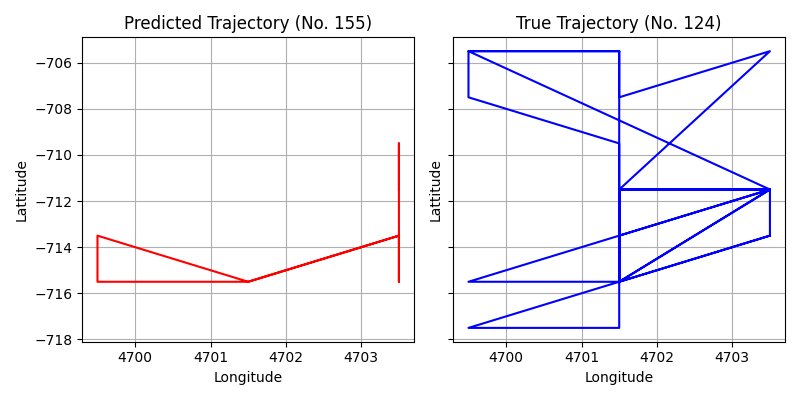 Predicted Trajectory (No. 155)
True Trajectory (No. 124)
−706
−708
−710
−712
−714
−716
−718
Lattitude
Lattitude
4700 4701 4702 4703
4700 4701 4702 4703
Longitude
Longitude